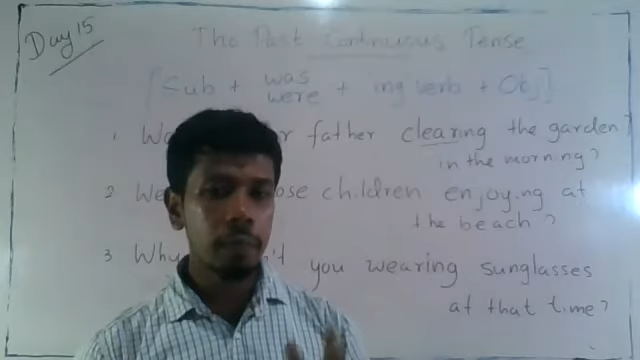 Day 15
The Past Continuous Tense
[Sub + was
were + ing verb + Obj]
1 father clearing the garden
in the morning?
2 children enjoying at
the beach?
3 Why you wearing sunglasses
at that time?